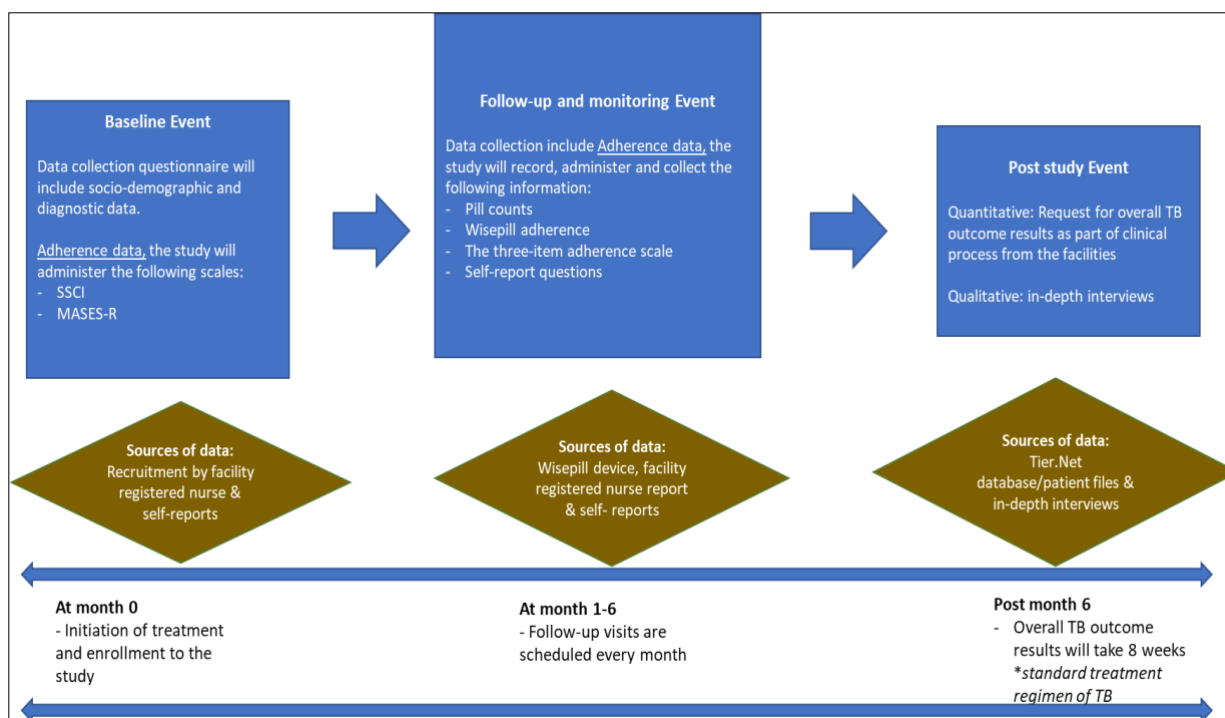 Baseline Event
Data collection questionnaire will
include socio-demographic and
diagnostic data.
Adherence data, the study will
administer the following scales:
- SSCI
- MASES-R
Follow-up and monitoring Event
Data collection include Adherence data, the
study will record, administer and collect the
following information:
- Pill counts
- Wisepill adherence
- The three-item adherence scale
- Self-report questions
Post study Event
Quantitative: Request for overall TB
outcome results as part of clinical
process from the facilities
Qualitative: in-depth interviews
Sources of data:
Recruitment by facility
registered nurse &
self-reports
Sources of data:
Wisepill device, facility
registered nurse report
& self- reports
Sources of data:
Tier.Net
database/patient files &
in-depth interviews
At month 0
- Initiation of treatment
and enrollment to the
study
At month 1-6
- Follow-up visits are
scheduled every month
Post month 6
- Overall TB outcome
results will take 8 weeks
*standard treatment
regimen of TB